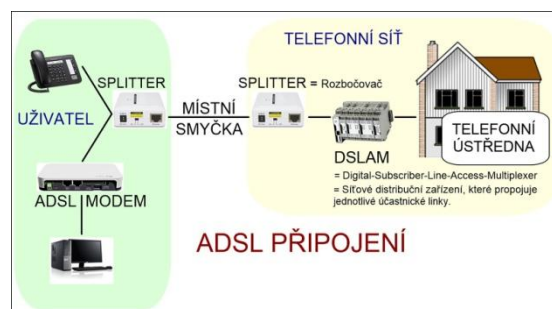 TELEFONNÍ SÍŤ
SPLITTER
SPLITTER = Rozbočovač
UŽIVATEL
MÍSTNÍ
SMYČKA
TELEFONNÍ
ÚSTŘEDNA
DSLAM
= Digital-Subscriber-Line-Access-Multiplexer
= Síťové distribuční zařízení, které propojuje
jednotlivé účastnické linky.
ADSL MODEM
ADSL PŘIPOJENÍ